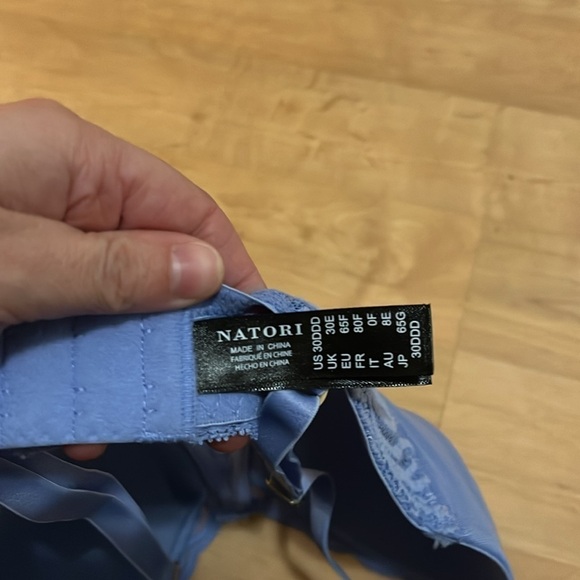 NATORI
MADE IN CHINA
FABRIQUÉ EN CHINE
HECHO EN CHINA
US 30DDD
UK 30E
EU 65F
FR 80F
IT 0F
AU 8E
JP 65G
30DDD